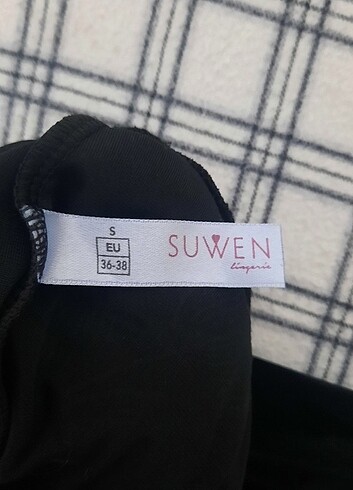 S
EU
36-38
SUWEN
lingerie